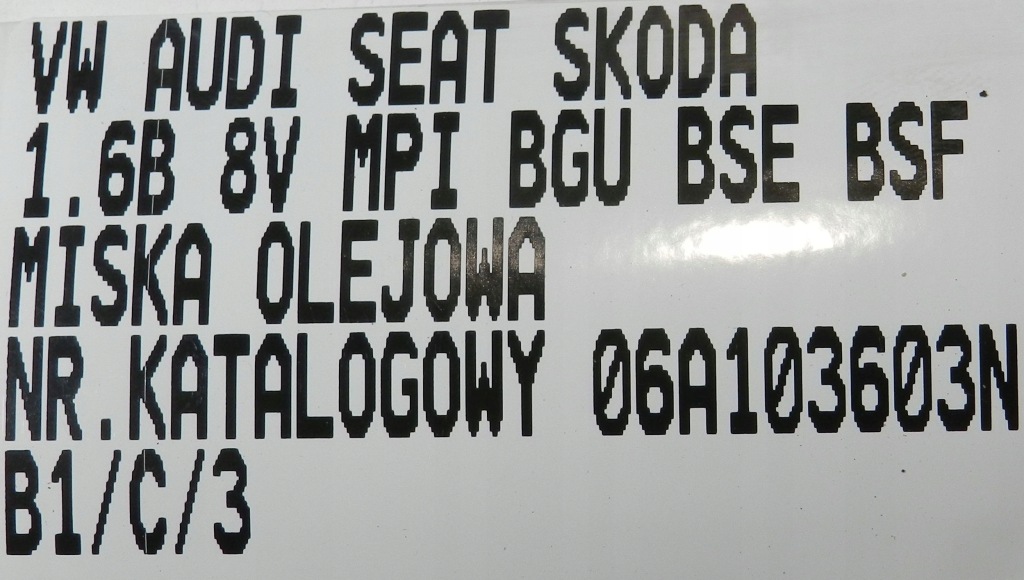 VW AUDI SEAT SKODA
1.6B 8V MPI BGU BSE BSF
MISKA OLEJOWA
NR.KATALOGOWY 06A103603N
B1/C/3